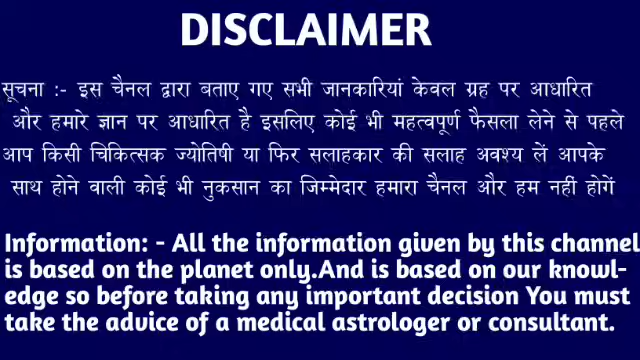 DISCLAIMER
सूचना :- इस चैनल द्वारा बताए गए सभी जानकारियां केवल ग्रह पर आधारित
और हमारे ज्ञान पर आधारित है इसलिए कोई भी महत्वपूर्ण फैसला लेने से पहले
आप किसी चिकित्सक ज्योतिषी या फिर सलाहकार की सलाह अवश्य लें आपके
साथ होने वाली कोई भी नुकसान का जिम्मेदार हमारा चैनल और हम नहीं होगें
Information: - All the information given by this channel
is based on the planet only.And is based on our knowl-
edge so before taking any important decision You must
take the advice of a medical astrologer or consultant.